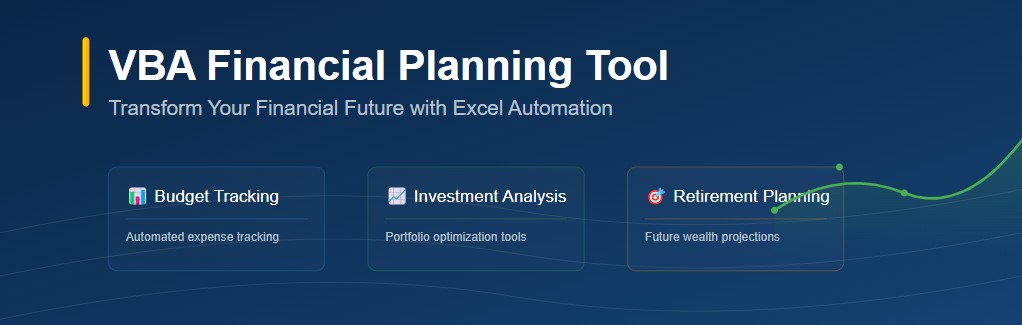 VBA Financial Planning Tool
Transform Your Financial Future with Excel Automation
Budget Tracking
Automated expense tracking
Investment Analysis
Portfolio optimization tools
Retirement Planning
Future wealth projections